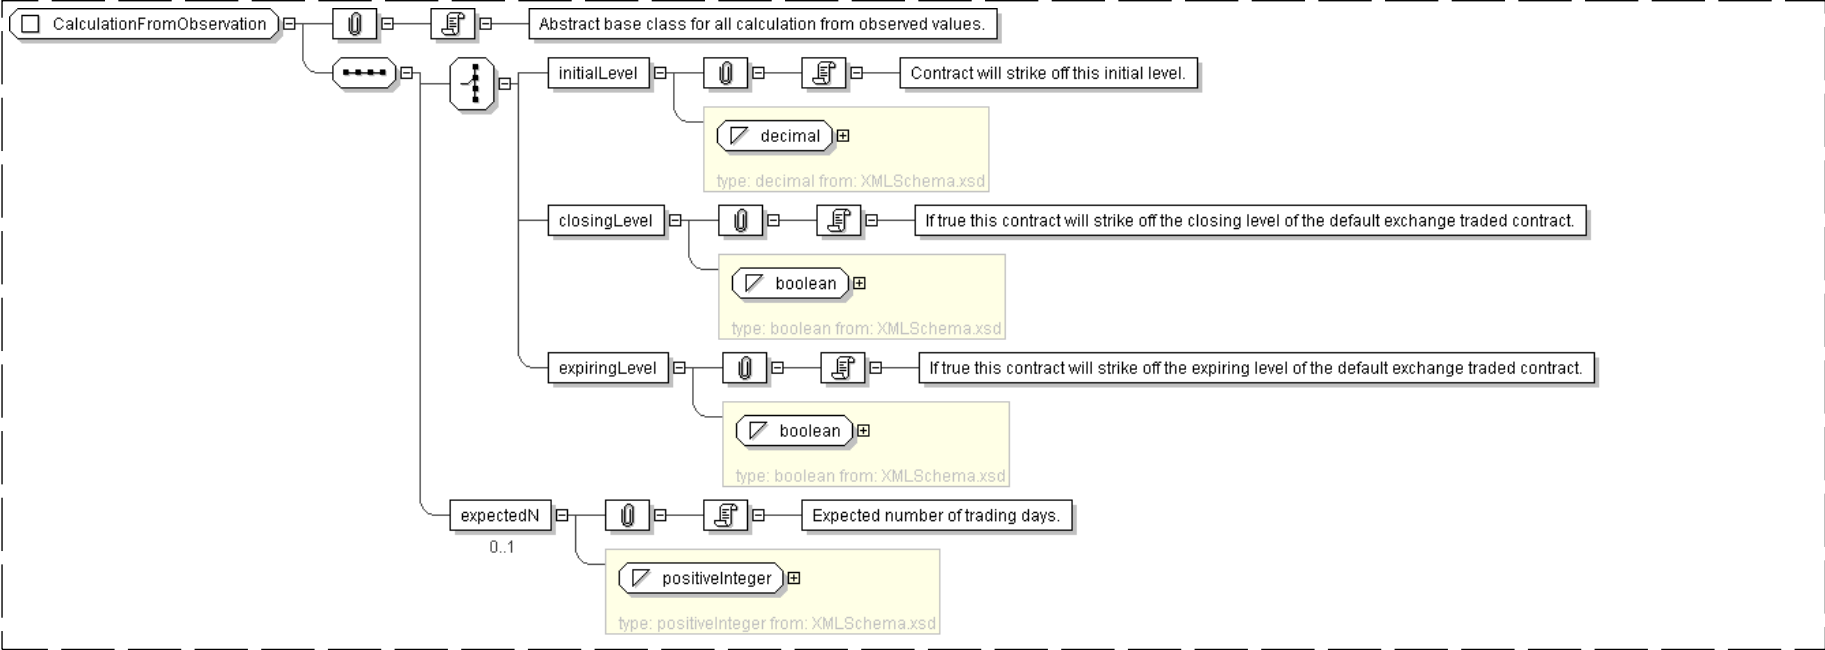 CalculationFromObservation
Abstract base class for all calculation from observed values.
initialLevel
Contract will strike off this initial level.
decimal
type: decimal from: XMLSchema.xsd
closingLevel
If true this contract will strike off the closing level of the default exchange traded contract.
boolean
type: boolean from: XMLSchema.xsd
expiringLevel
If true this contract will strike off the expiring level of the default exchange traded contract.
boolean
type: boolean from: XMLSchema.xsd
expectedN
Expected number of trading days.
0..1
positiveInteger
type: positiveInteger from: XMLSchema.xsd